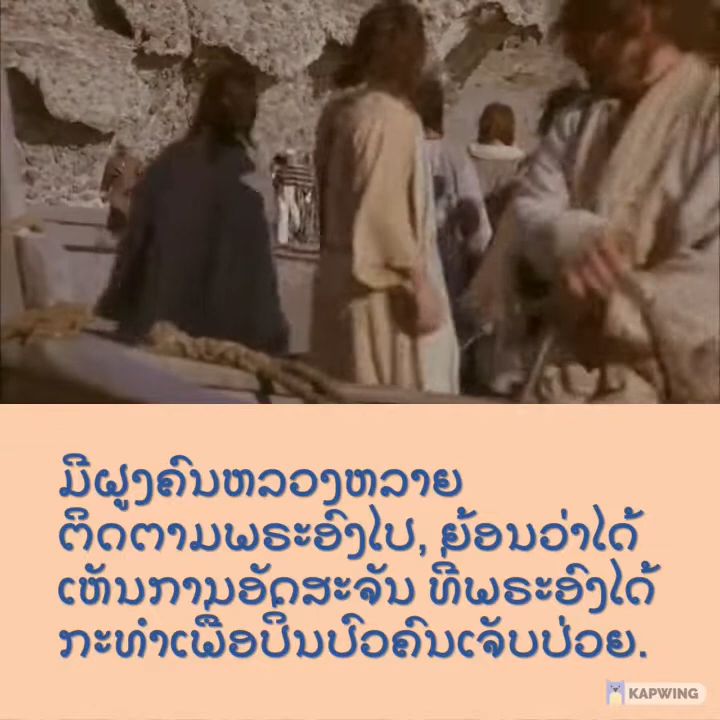 ມີຝູງຄົນຫລວງຫລາຍ
ຕິດຕາມພຣະອົງໄປ, ຍ້ອນວ່າໄດ້
ເຫັນການອັດສະຈັນ ທີ່ພຣະອົງໄດ້
ກະທຳເພື່ອປິ່ນປົວຄົນເຈັບປ່ວຍ.
KAPWING